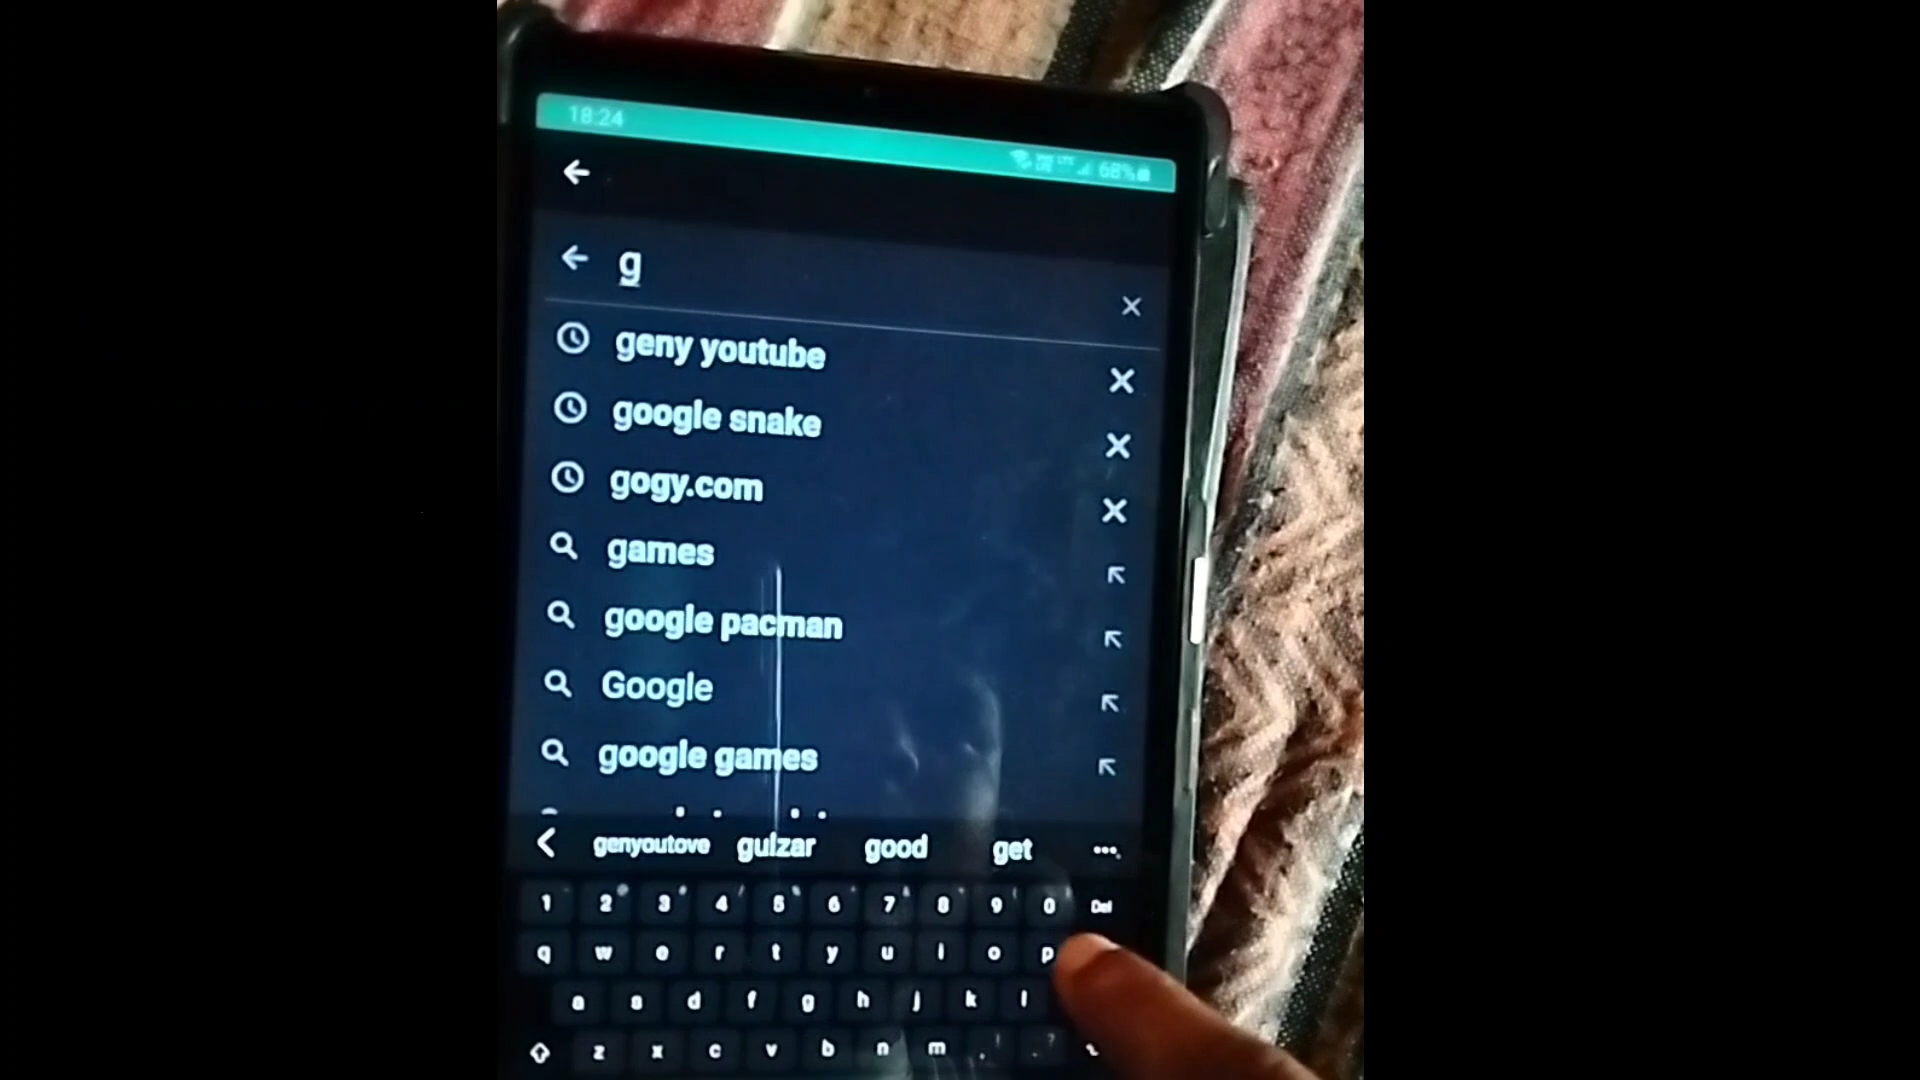 18:24
68%
g
geny youtube
google snake
gogy.com
games
google pacman
Google
google games
genyoutove gulzar good get
1 2 3 4 5 6 7 8 9 0 Del
q w e r t y u i o p
a s d f g h j k l
z x c v b n m